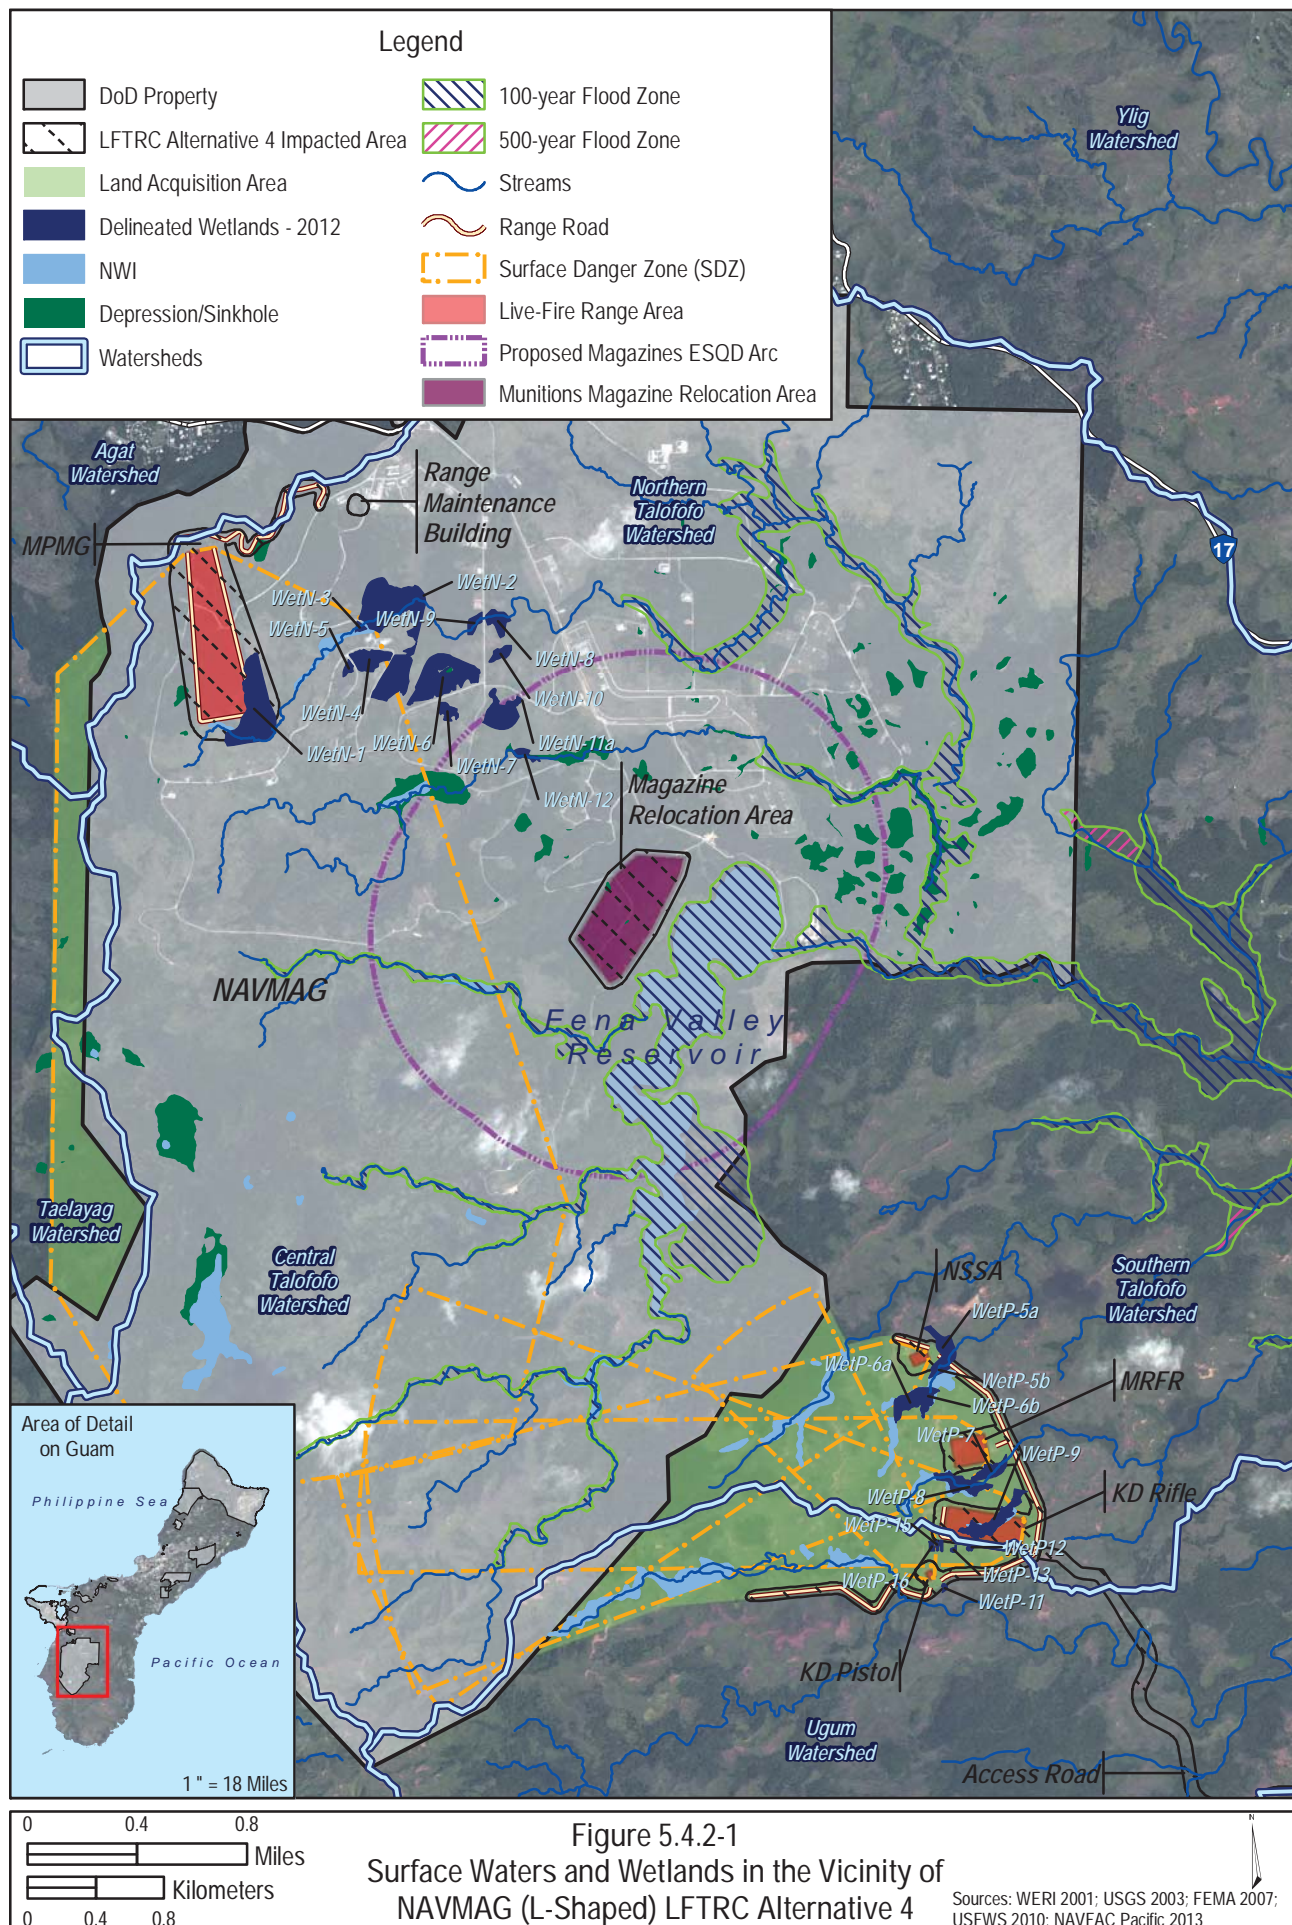 Legend
DoD Property
LFTRC Alternative 4 Impacted Area
Land Acquisition Area
Delineated Wetlands - 2012
NWI
Depression/Sinkhole
Watersheds
100-year Flood Zone
500-year Flood Zone
Streams
Range Road
Surface Danger Zone (SDZ)
Live-Fire Range Area
Proposed Magazines ESQD Arc
Munitions Magazine Relocation Area
Ylig
Watershed
Agat
Watershed
Range
Maintenance
Building
Northern
Talofofo
Watershed
MPMG
17
WetN-2
WetN-3
WetN-9
WetN-5
WetN-8
WetN-10
WetN-4
WetN-1
WetN-6
WetN-11a
WetN-7
WetN-12
Magazine
Relocation Area
NAVMAG
Fena Valley
Reservoir
Taelayag
Watershed
Central
Talofofo
Watershed
NSSA
Southern
Talofofo
Watershed
WetP-5a
WetP-6a
WetP-5b
MRFR
WetP-6b
WetP-7
WetP-9
WetP-8
KD Rifle
WetP-15
WetP12
WetP-13
WetP-16
WetP-11
KD Pistol
Ugum
Watershed
Access Road
Area of Detail
on Guam
Philippine Sea
Pacific Ocean
1 " = 18 Miles
0 0.4 0.8
Miles
Kilometers
0 0.4 0.8
Figure 5.4.2-1
Surface Waters and Wetlands in the Vicinity of
NAVMAG (L-Shaped) LFTRC Alternative 4
N
Sources: WERI 2001; USGS 2003; FEMA 2007;
USFWS 2010; NAVFAC Pacific 2013